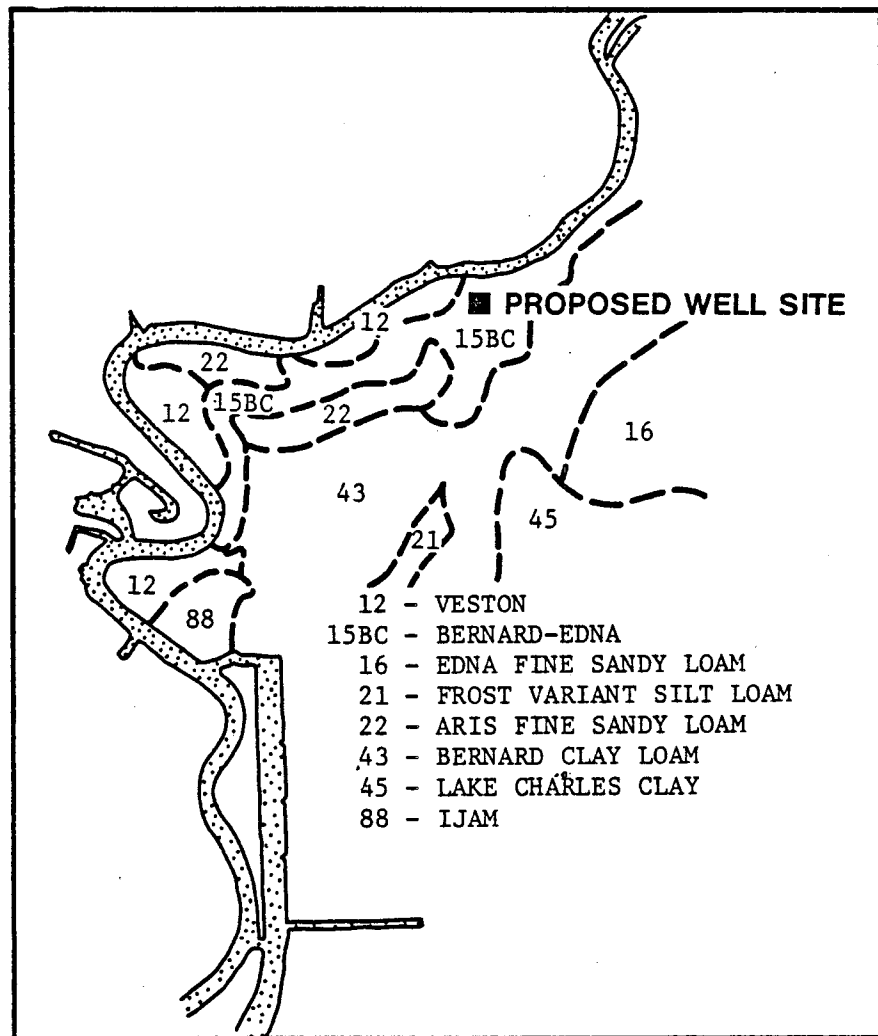 PROPOSED WELL SITE
12
15BC
22
15BC
12
22
16
43
45
21
12
88
12 - VESTON
15BC - BERNARD-EDNA
16 - EDNA FINE SANDY LOAM
21 - FROST VARIANT SILT LOAM
22 - ARIS FINE SANDY LOAM
43 - BERNARD CLAY LOAM
45 - LAKE CHARLES CLAY
88 - IJAM